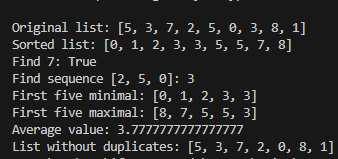 Original list: [5, 3, 7, 2, 5, 0, 3, 8, 1]
Sorted list: [0, 1, 2, 3, 3, 5, 5, 7, 8]
Find 7: True
Find sequence [2, 5, 0]: 3
First five minimal: [0, 1, 2, 3, 3]
First five maximal: [8, 7, 5, 5, 3]
Average value: 3.7777777777777777
List without duplicates: [5, 3, 7, 2, 0, 8, 1]